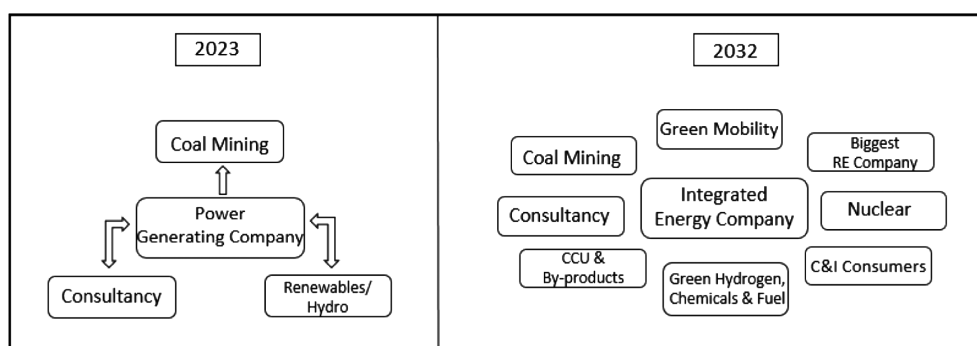 2023
Coal Mining
Power
Generating Company
Consultancy
Renewables/
Hydro
2032
Green Mobility
Coal Mining
Biggest
RE Company
Integrated
Energy Company
Consultancy
Nuclear
CCU &
By-products
Green Hydrogen,
Chemicals & Fuel
C&I Consumers